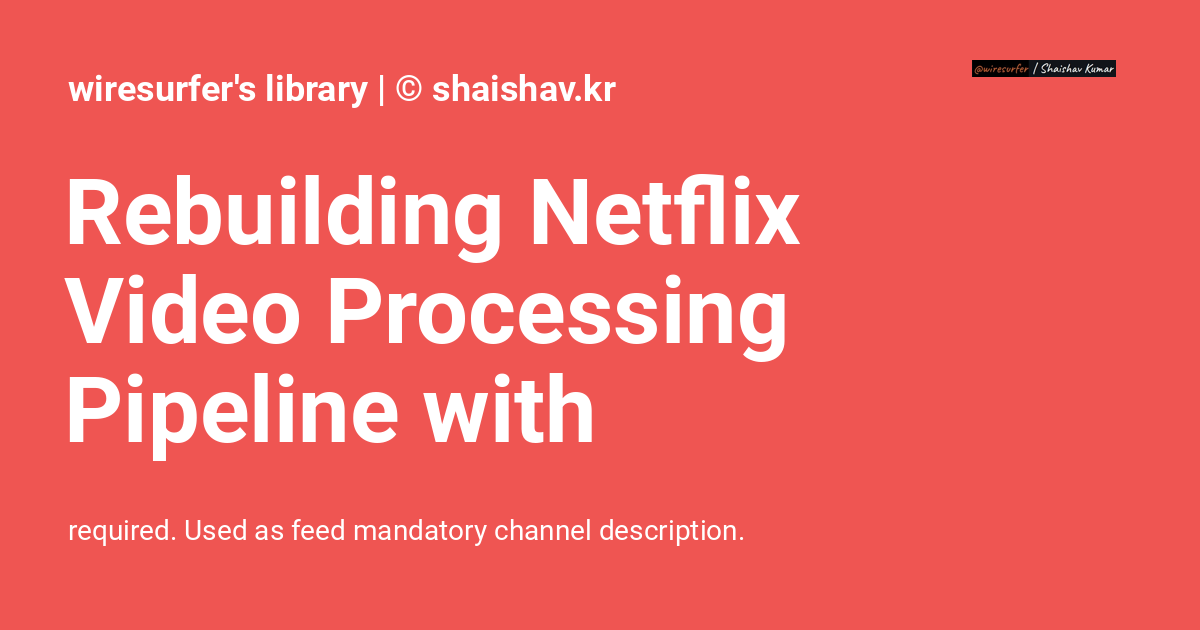 wiresurfer's library | © shaishav.kr
@wiresurfer | Shaishav Kumar
Rebuilding Netflix
Video Processing
Pipeline with
required. Used as feed mandatory channel description.